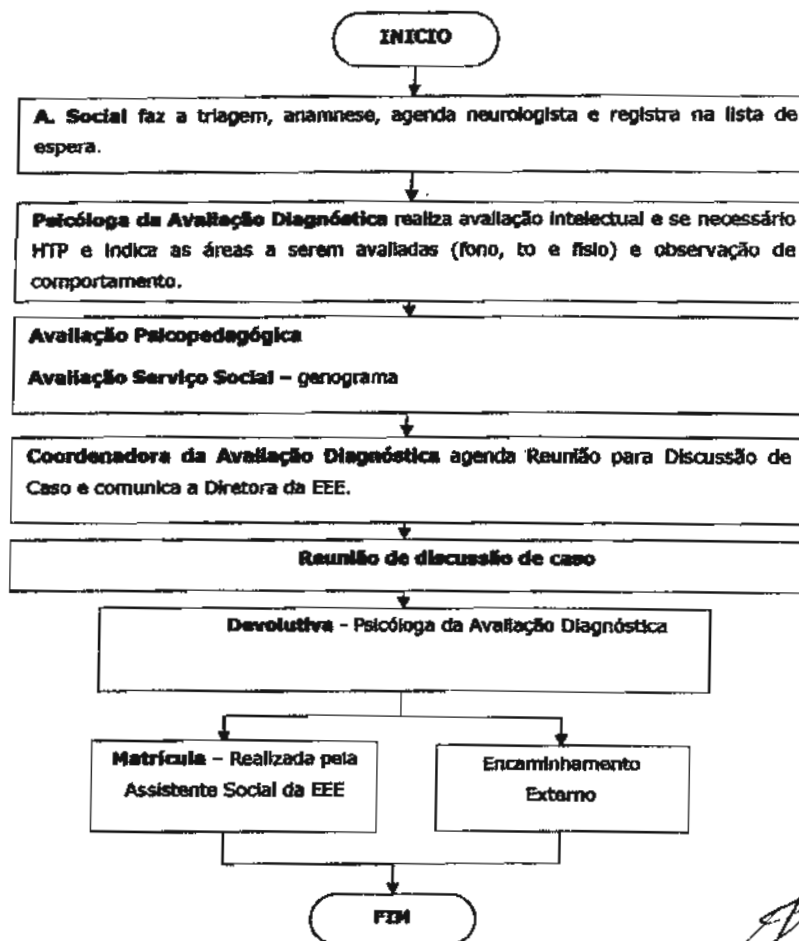 INICIO
A. Social faz a triagem, anamnese, agenda neurologista e registra na lista de
espera.
Psicóloga da Avaliação Diagnóstica realiza avaliação intelectual e se necessário
HTP e indica as áreas a serem avaliadas (fono, to e fisio) e observação de
comportamento.
Avaliação Psicopedagógica
Avaliação Serviço Social – genograma
Coordenadora da Avaliação Diagnóstica agenda Reunião para Discussão de
Caso e comunica a Diretora da EEE.
Reunião de discussão de caso
Devolutiva - Psicóloga da Avaliação Diagnóstica
Matrícula – Realizada pela
Assistente Social da EEE
Encaminhamento
Externo
FIM